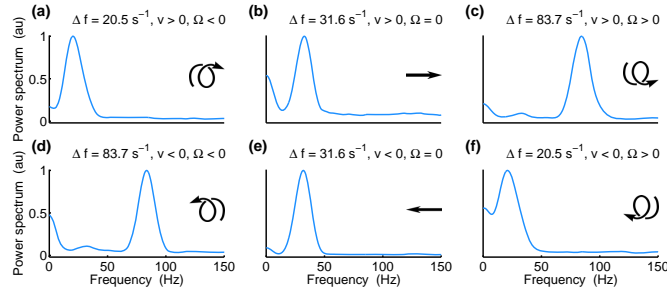 (a) Δ f = 20.5 s⁻¹, v > 0, Ω < 0
(b) Δ f = 31.6 s⁻¹, v > 0, Ω = 0
(c) Δ f = 83.7 s⁻¹, v > 0, Ω > 0
Power spectrum (au)
1
0.5
0
(d) Δ f = 83.7 s⁻¹, v < 0, Ω < 0
(e) Δ f = 31.6 s⁻¹, v < 0, Ω = 0
(f) Δ f = 20.5 s⁻¹, v < 0, Ω > 0
Power spectrum (au)
1
0.5
0
0 50 100 150
0 50 100 150
0 50 100 150
Frequency (Hz)
Frequency (Hz)
Frequency (Hz)